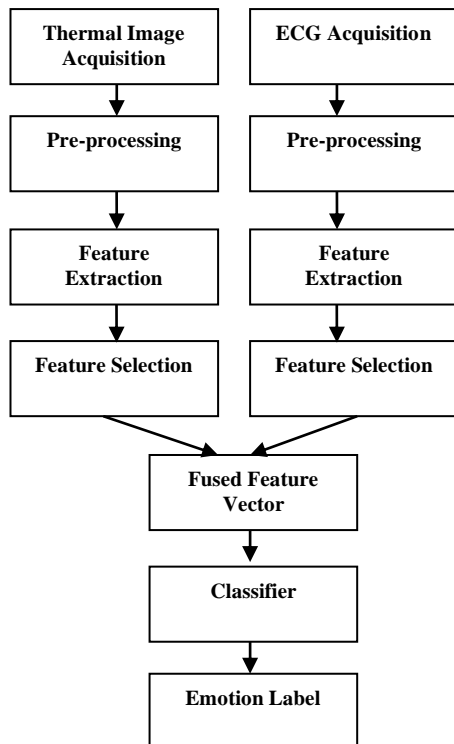 Thermal Image
Acquisition
ECG Acquisition
Pre-processing
Pre-processing
Feature
Extraction
Feature
Extraction
Feature Selection
Feature Selection
Fused Feature
Vector
Classifier
Emotion Label